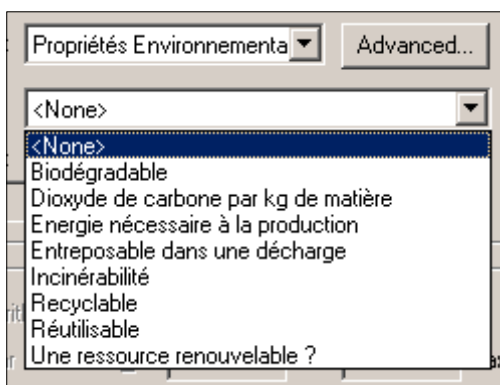 Propriétés Environnementa Advanced...
<None>
<None>
Biodégradable
Dioxyde de carbone par kg de matière
Energie nécessaire à la production
Entreposable dans une décharge
Incinérabilité
Recyclable
Réutilisable
Une ressource renouvelable ?